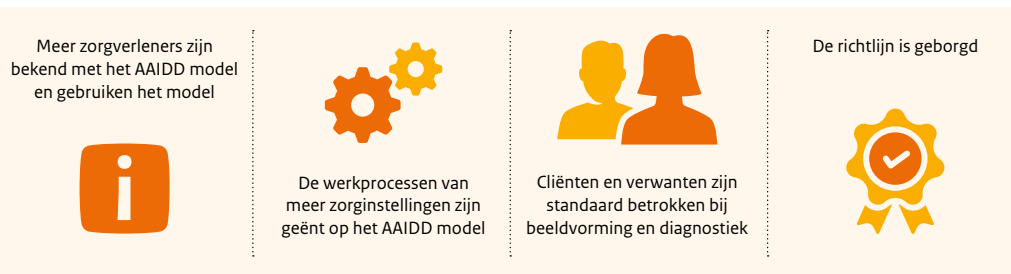 Meer zorgverleners zijn
bekend met het AAIDD model
en gebruiken het model
De werkprocessen van
meer zorginstellingen zijn
geënt op het AAIDD model
Cliënten en verwanten zijn
standaard betrokken bij
beeldvorming en diagnostiek
De richtlijn is geborgd